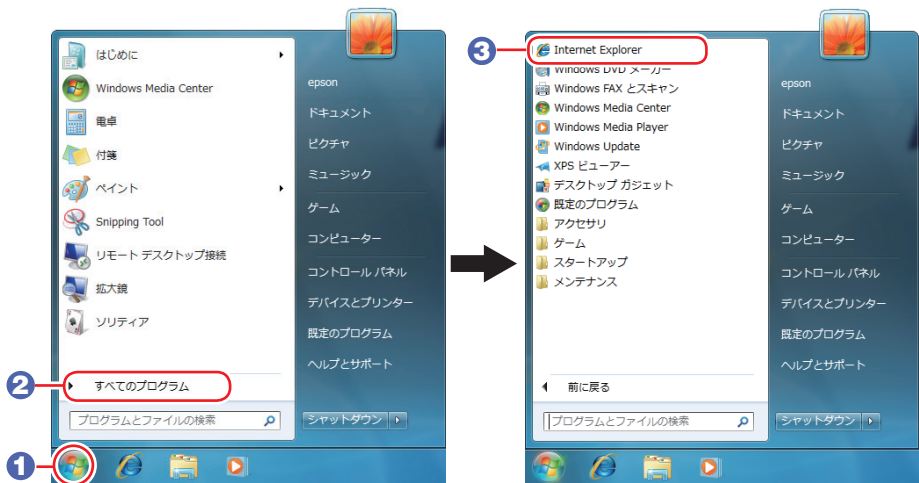 はじめに
Windows Media Center
電卓
付箋
ペイント
Snipping Tool
リモート デスクトップ接続
拡大鏡
ソリティア
2
すべてのプログラム
プログラムとファイルの検索
1
epson
ドキュメント
ピクチャ
ミュージック
ゲーム
コンピューター
コントロール パネル
デバイスとプリンター
既定のプログラム
ヘルプとサポート
シャットダウン
3
Internet Explorer
Windows DVD メーカー
Windows FAX とスキャン
Windows Media Center
Windows Media Player
Windows Update
XPS ビューアー
デスクトップ ガジェット
既定のプログラム
アクセサリ
ゲーム
スタートアップ
メンテナンス
前に戻る
プログラムとファイルの検索
epson
ドキュメント
ピクチャ
ミュージック
ゲーム
コンピューター
コントロール パネル
デバイスとプリンター
既定のプログラム
ヘルプとサポート
シャットダウン